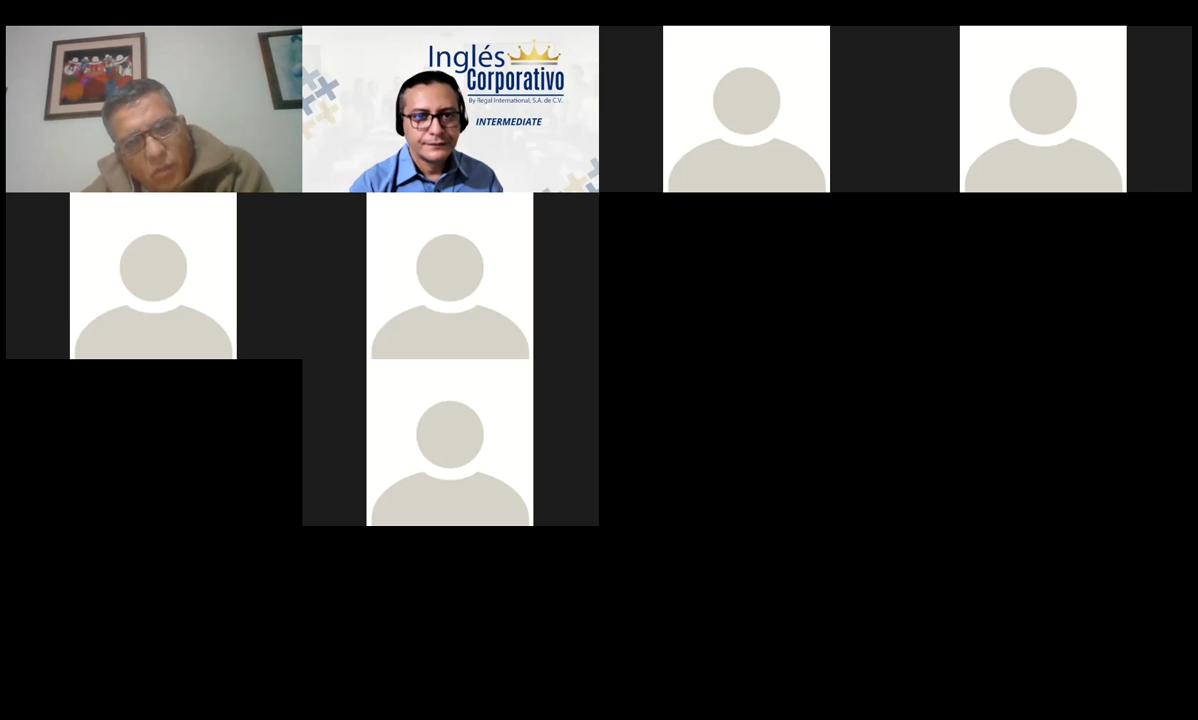 Inglés
Corporativo
By Regal International, S.A. de C.V.
INTERMEDIATE